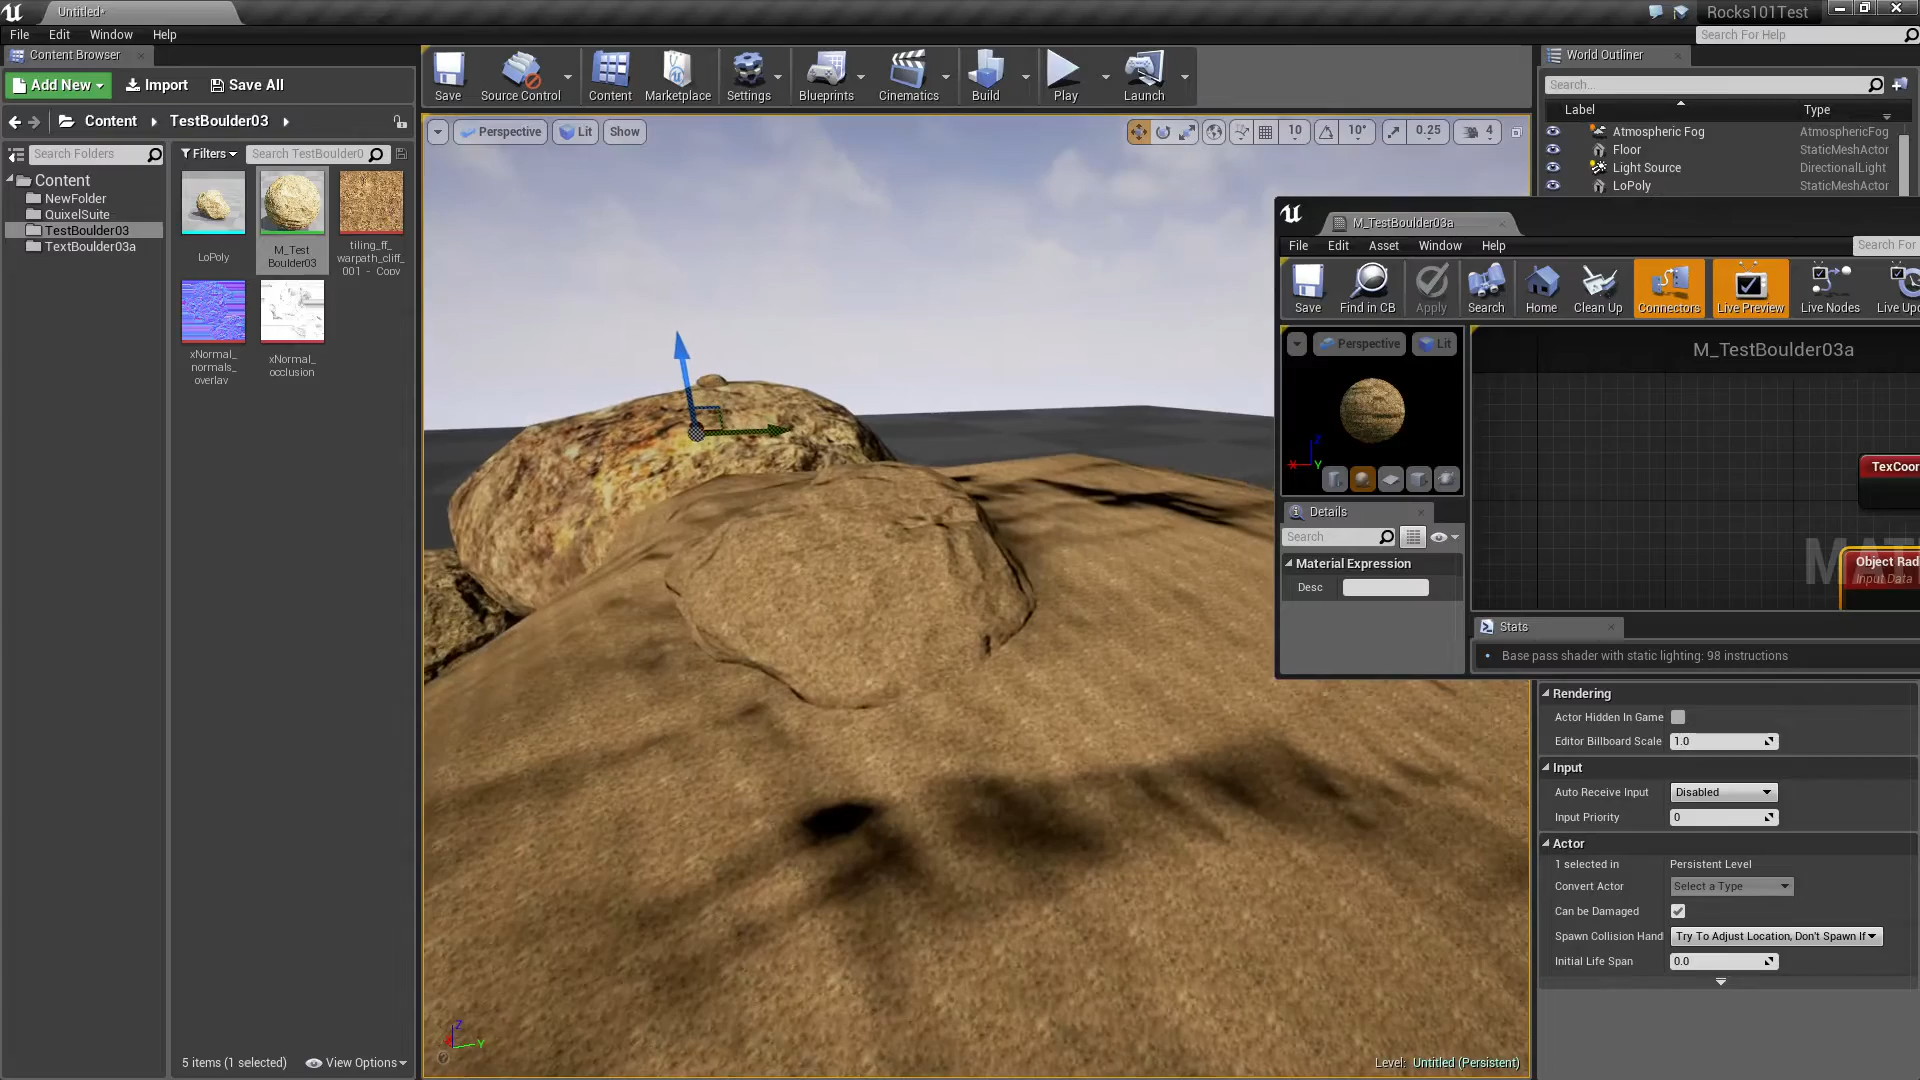 Untitled*
Rocks101Test
File Edit Window Help
Search For Help
Content Browser
World Outliner
Add New
Import
Save All
Save
Source Control
Content
Marketplace
Settings
Blueprints
Cinematics
Build
Play
Launch
Search...
Label
Type
Content
TestBoulder03
Perspective
Lit
Show
10
10°
0.25
4
Atmospheric Fog AtmosphericFog
Floor StaticMeshActor
Light Source DirectionalLight
LoPoly StaticMeshActor
Search Folders
Filters
Search TestBoulder0
Content
NewFolder
QuixelSuite
TestBoulder03
TextBoulder03a
LoPoly
M_Test
Boulder03
tiling_ff_
warpath_cliff_
001 - Copy
xNormal_
normals_
overlay
xNormal_
occlusion
M_TestBoulder03a
File Edit Asset Window Help
Search For
Save
Find in CB
Apply
Search
Home
Clean Up
Connectors
Live Preview
Live Nodes
Live Up
Perspective
Lit
M_TestBoulder03a
TexCoor
MAT
Object Rad
Input Data
Z
Y
Details
Search
Material Expression
Desc
Stats
Base pass shader with static lighting: 98 instructions
Rendering
Actor Hidden In Game
Editor Billboard Scale 1.0
Input
Auto Receive Input Disabled
Input Priority 0
Actor
1 selected in Persistent Level
Convert Actor Select a Type
Can be Damaged
Spawn Collision Hand Try To Adjust Location, Don't Spawn If
Initial Life Span 0.0
Z
Y
5 items (1 selected)
View Options
Level: Untitled (Persistent)